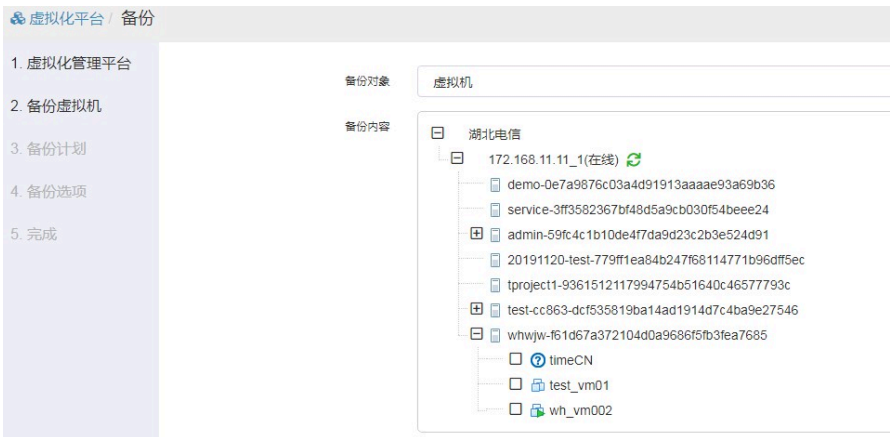 虚拟化平台 / 备份
1. 虚拟化管理平台
2. 备份虚拟机
3. 备份计划
4. 备份选项
5. 完成
备份对象
虚拟机
备份内容
湖北电信
172.168.11.11_1(在线)
demo-0e7a9876c03a4d91913aaaae93a69b36
service-3ff3582367bf48d5a9cb030f54beee24
admin-59fc4c1b10de4f7da9d23c2b3e524d91
20191120-test-779ff1ea84b247f68114771b96dff5ec
tproject1-9361512117994754b51640c46577793c
test-cc863-dcf535819ba14ad1914d7c4ba9e27546
whwjw-f61d67a372104d0a9686f5fb3fea7685
timeCN
test_vm01
wh_vm002